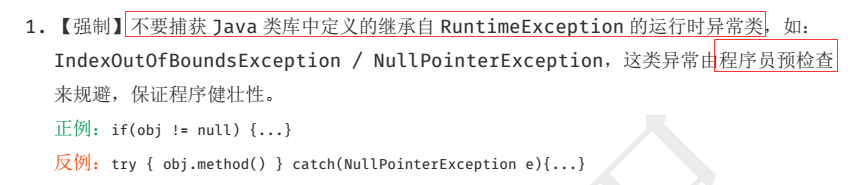 1. 【强制】不要捕获 Java 类库中定义的继承自 RuntimeException 的运行时异常类，如：
IndexOutOfBoundsException / NullPointerException，这类异常由程序员预检查
来规避，保证程序健壮性。
正例：if(obj != null) {...}
反例：try { obj.method() } catch(NullPointerException e){...}